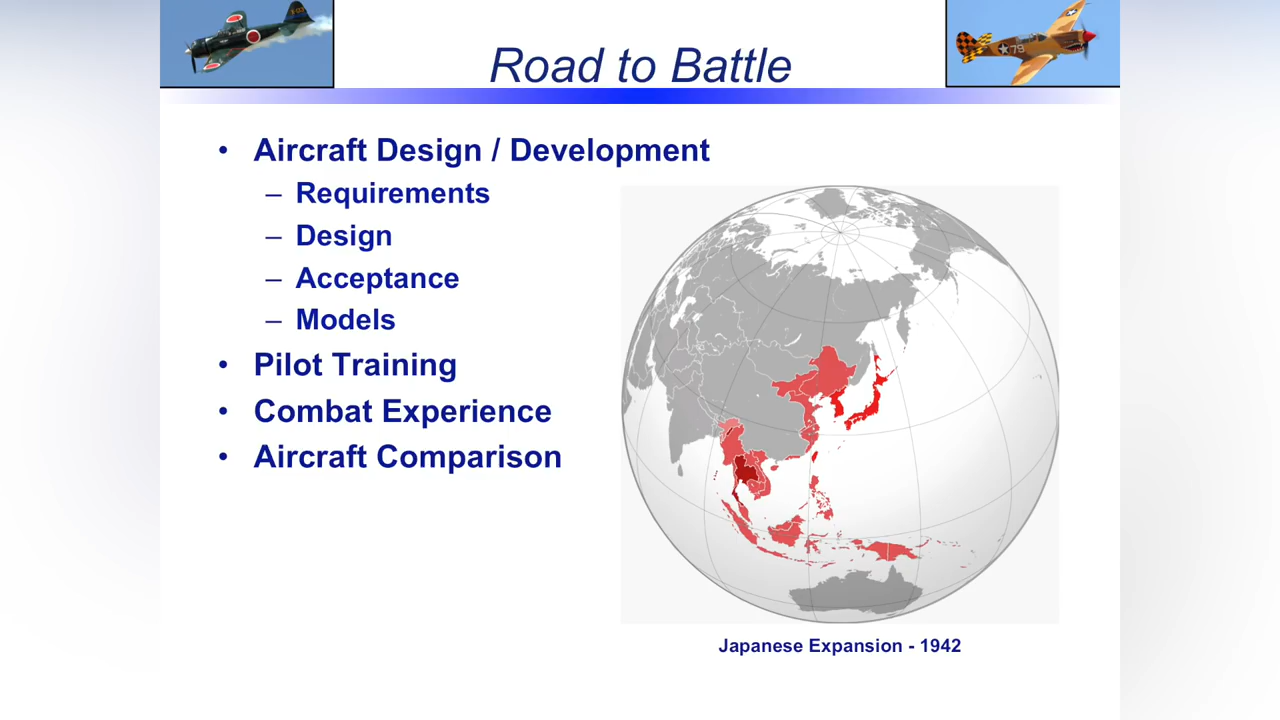 Road to Battle
• Aircraft Design / Development
– Requirements
– Design
– Acceptance
– Models
• Pilot Training
• Combat Experience
• Aircraft Comparison
Japanese Expansion - 1942
79